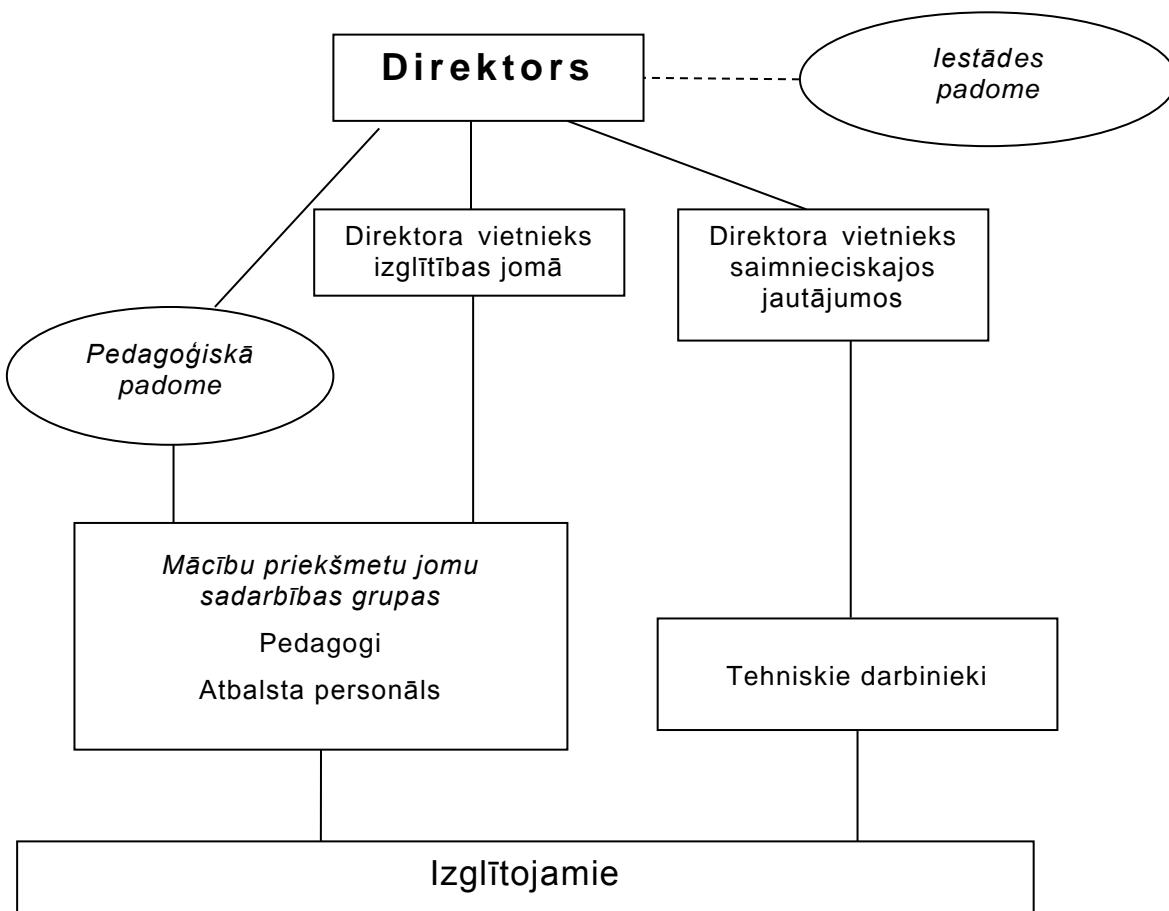 Direktors
Iestādes
padome
Direktora vietnieks
izglītības jomā
Direktora vietnieks
saimnieciskajos
jautājumos
Pedagoģiskā
padome
Mācību priekšmetu jomu
sadarbības grupas
Pedagogi
Atbalsta personāls
Tehniskie darbinieki
Izglītojamie